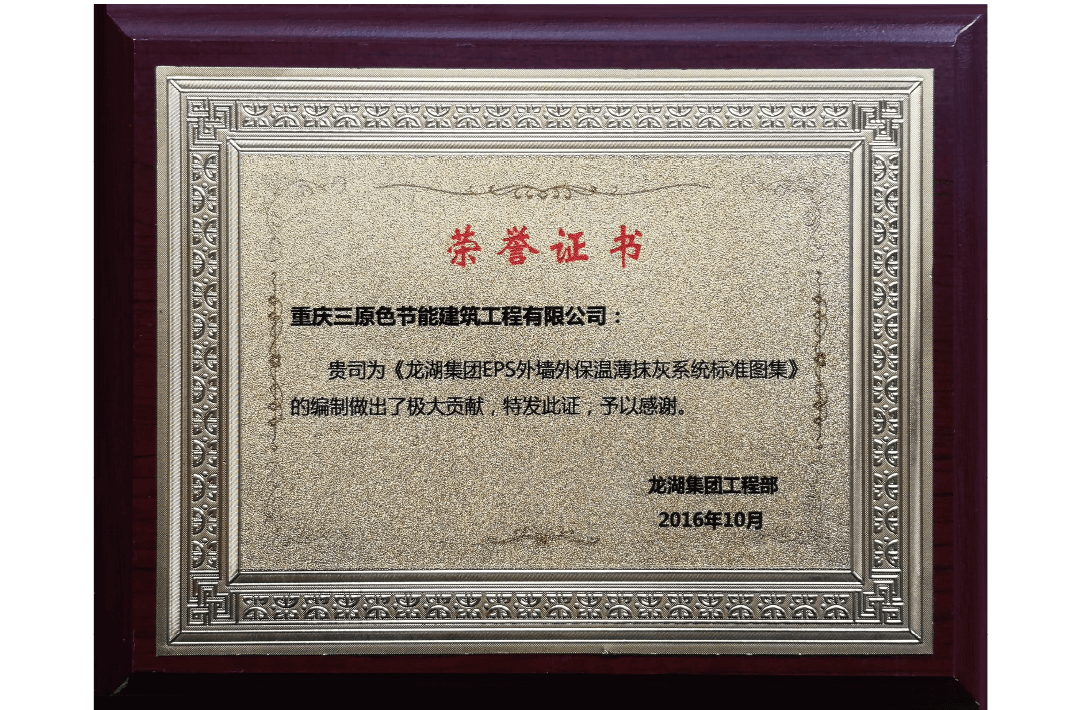 荣誉证书
重庆三原色节能建筑工程有限公司：
贵司为《龙湖集团EPS外墙外保温薄抹灰系统标准图集》
的编制做出了极大贡献，特发此证，予以感谢。
龙湖集团工程部
2016年10月